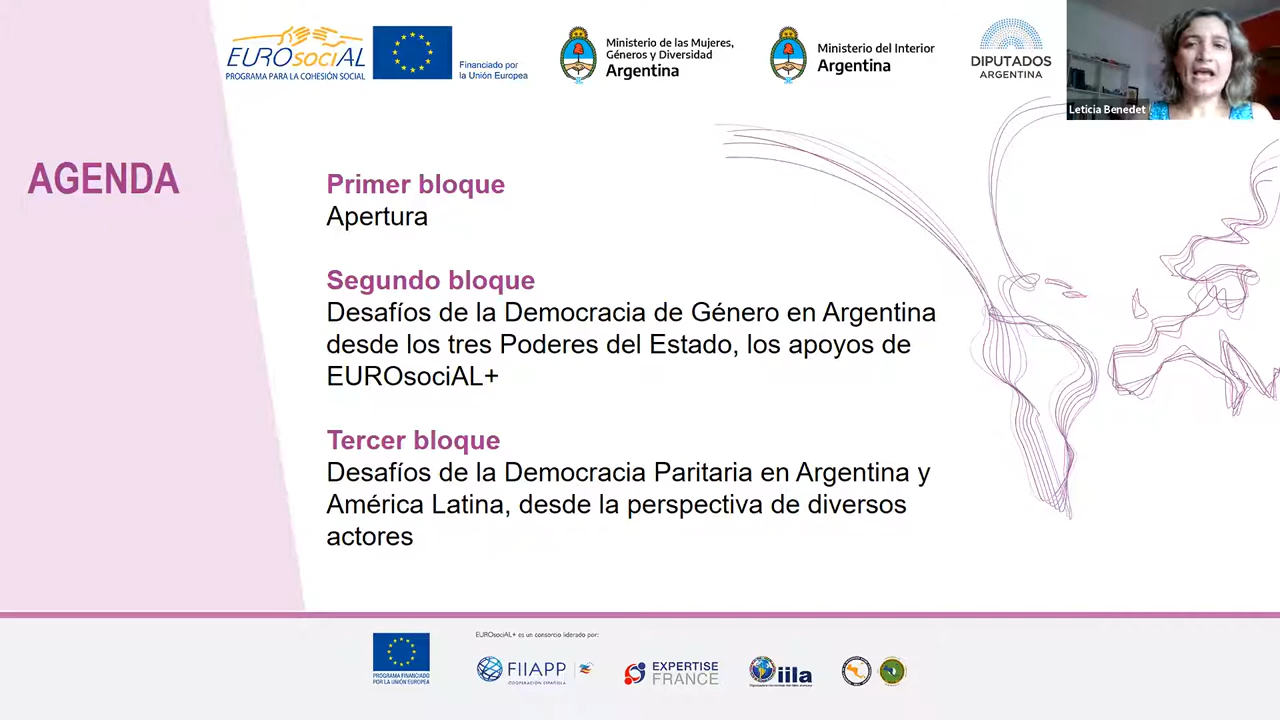 EUROsociAL
PROGRAMA PARA LA COHESIÓN SOCIAL
Financiado por
la Unión Europea
Ministerio de las Mujeres,
Géneros y Diversidad
Argentina
Ministerio del Interior
Argentina
DIPUTADOS
ARGENTINA
Leticia Benedet
AGENDA
Primer bloque
Apertura
Segundo bloque
Desafíos de la Democracia de Género en Argentina
desde los tres Poderes del Estado, los apoyos de
EUROsociAL+
Tercer bloque
Desafíos de la Democracia Paritaria en Argentina y
América Latina, desde la perspectiva de diversos
actores
EUROsociAL+ es un consorcio liderado por:
PROGRAMA FINANCIADO
POR LA UNIÓN EUROPEA
FIIAPP
COOPERACIÓN ESPAÑOLA
EXPERTISE
FRANCE
iila